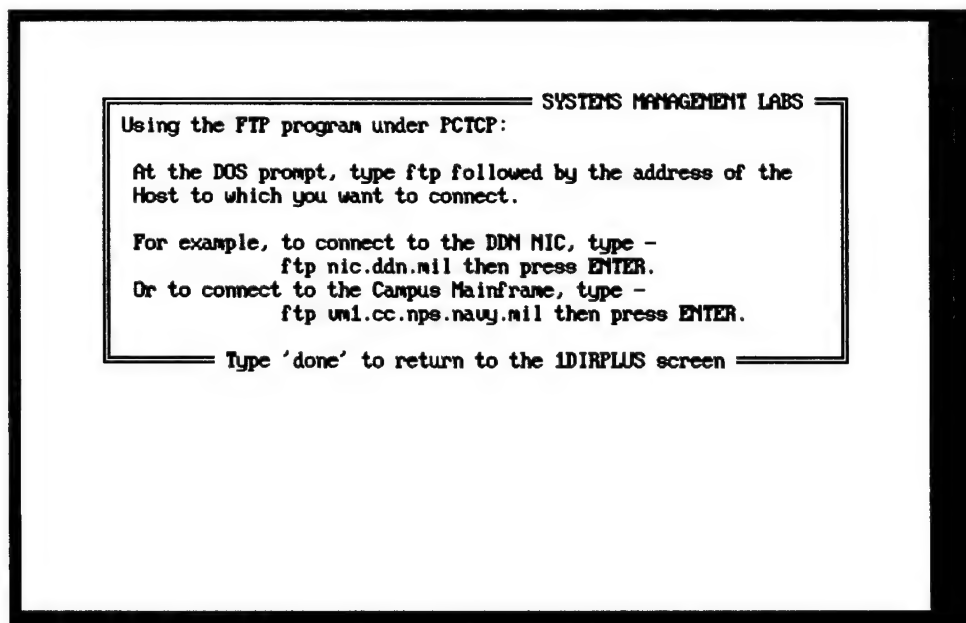 SYSTEMS MANAGEMENT LABS
Using the FTP program under PCTCP:
At the DOS prompt, type ftp followed by the address of the
Host to which you want to connect.
For example, to connect to the DDN NIC, type -
ftp nic.ddn.mil then press ENTER.
Or to connect to the Campus Mainframe, type -
ftp vm1.cc.nps.navy.mil then press ENTER.
Type 'done' to return to the 1DIRPLUS screen